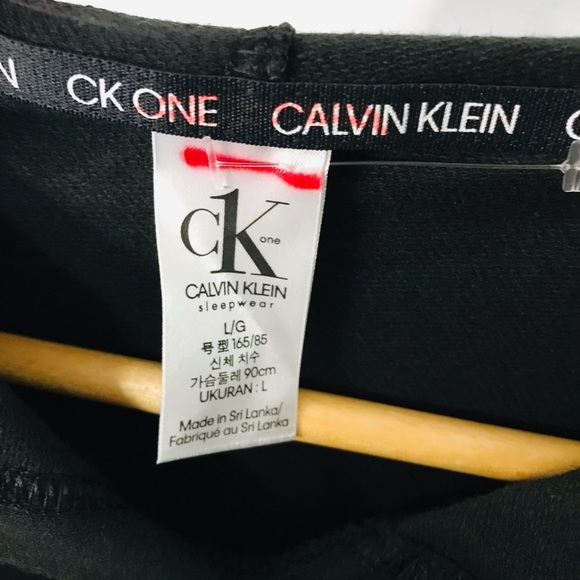 N CK ONE CALVIN KLEIN C
cK one
CALVIN KLEIN
sleepwear
L/G
号型 165/85
신체 치수
가슴둘레 90cm
UKURAN : L
Made in Sri Lanka/
Fabriqué au Sri Lanka